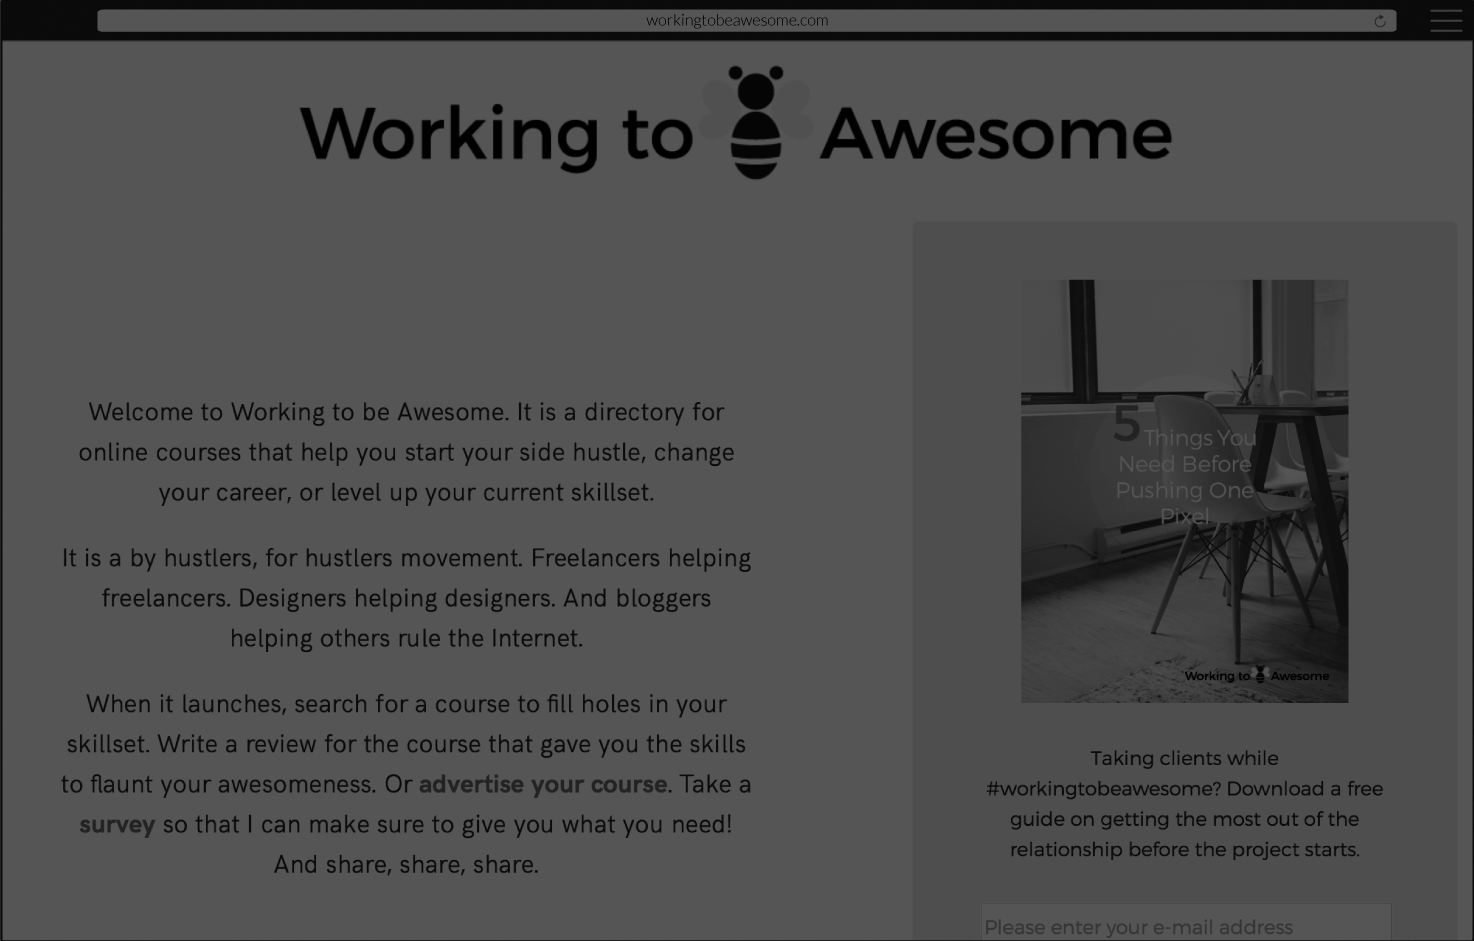 workingtobeawesome.com
Working to Awesome
Welcome to Working to be Awesome. It is a directory for
online courses that help you start your side hustle, change
your career, or level up your current skillset.
It is a by hustlers, for hustlers movement. Freelancers helping
freelancers. Designers helping designers. And bloggers
helping others rule the Internet.
When it launches, search for a course to fill holes in your
skillset. Write a review for the course that gave you the skills
to flaunt your awesomeness. Or advertise your course. Take a
survey so that I can make sure to give you what you need!
And share, share, share.
5 Things You
Need Before
Pushing One
Pixel
Working to Awesome
Taking clients while
#workingtobeawesome? Download a free
guide on getting the most out of the
relationship before the project starts.
Please enter your e-mail address